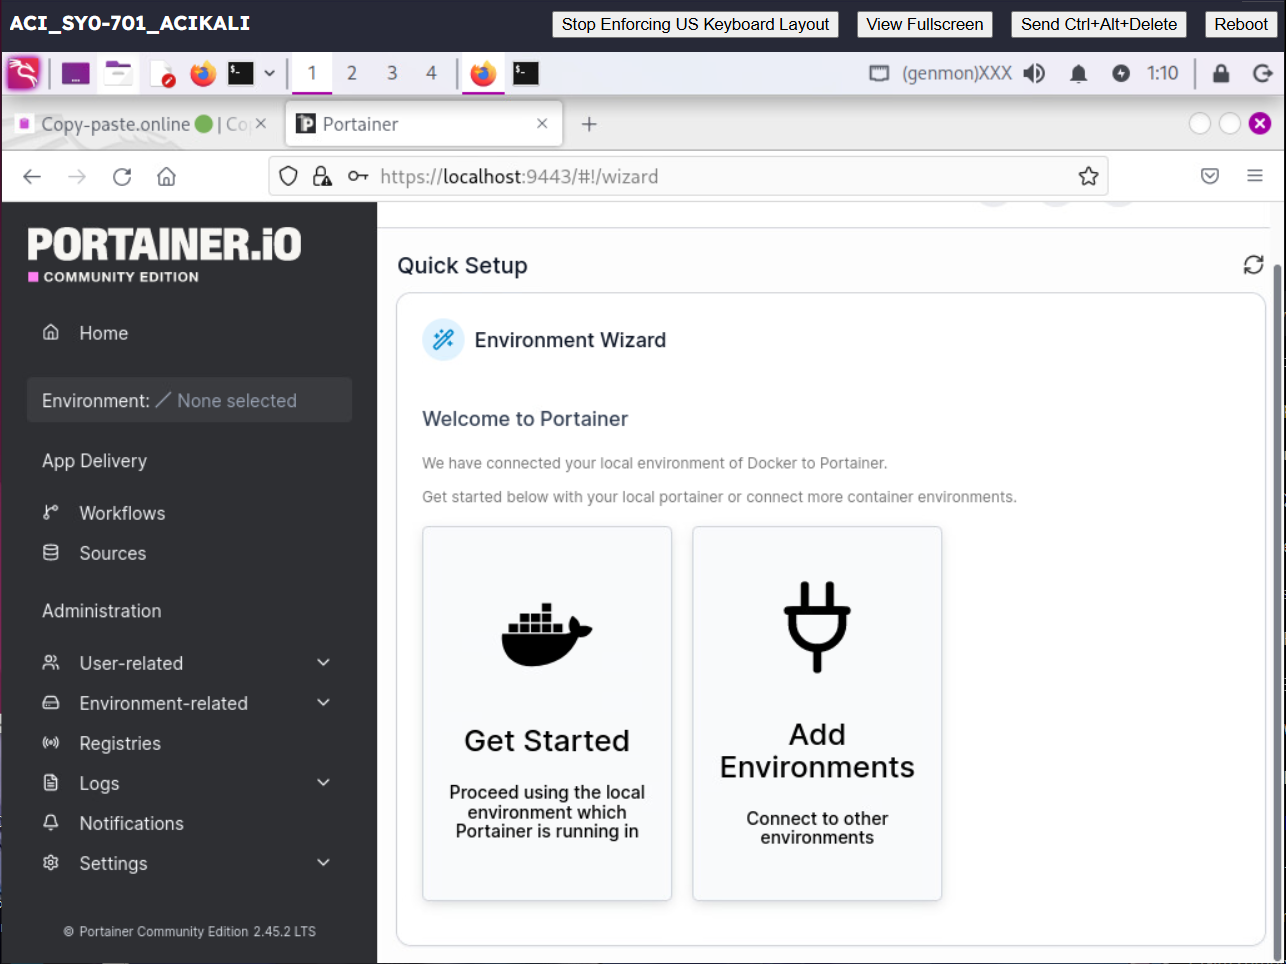 ACI_SY0-701_ACIKALI
Stop Enforcing US Keyboard Layout
View Fullscreen
Send Ctrl+Alt+Delete
Reboot
1 2 3 4
(genmon)XXX
1:10
Copy-paste.online | Co
Portainer
https://localhost:9443/#!/wizard
PORTAINER.iO
COMMUNITY EDITION
Home
Environment: None selected
App Delivery
Workflows
Sources
Administration
User-related
Environment-related
Registries
Logs
Notifications
Settings
© Portainer Community Edition 2.45.2 LTS
Quick Setup
Environment Wizard
Welcome to Portainer
We have connected your local environment of Docker to Portainer.
Get started below with your local portainer or connect more container environments.
Get Started
Proceed using the local
environment which
Portainer is running in
Add
Environments
Connect to other
environments